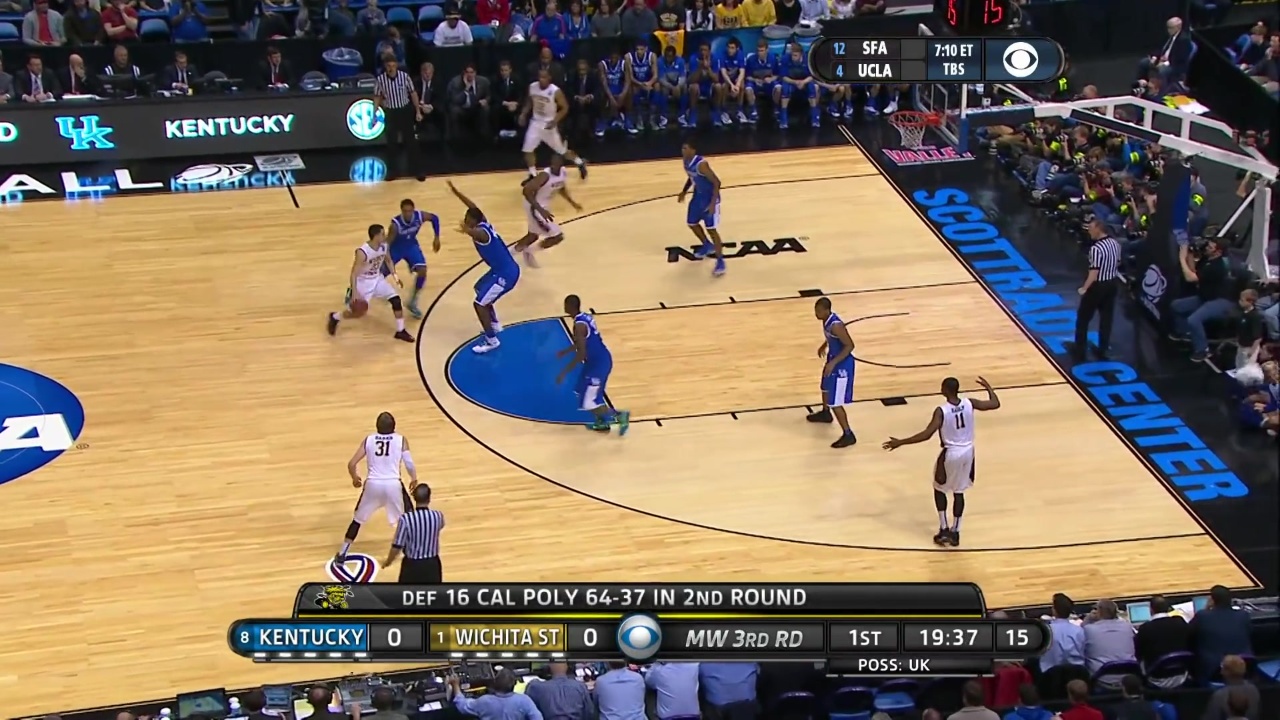 6 15
12 SFA
4 UCLA
7:10 ET
TBS
D UK KENTUCKY SEC
ALL
NCAA
SCOTTRADE CENTER
A
31
11
DEF 16 CAL POLY 64-37 IN 2ND ROUND
8 KENTUCKY 0 1 WICHITA ST 0 MW 3RD RD 1ST 19:37 15
POSS: UK